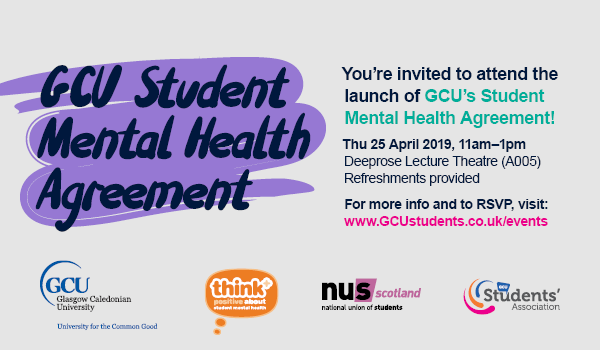 GCU Student
Mental Health
Agreement
You're invited to attend the
launch of GCU's Student
Mental Health Agreement!
Thu 25 April 2019, 11am–1pm
Deeprose Lecture Theatre (A005)
Refreshments provided
For more info and to RSVP, visit:
www.GCUstudents.co.uk/events
GCU
Glasgow Caledonian
University
University for the Common Good
think+
positive about
student mental health
nus scotland
national union of students
GCU
Students'
Association